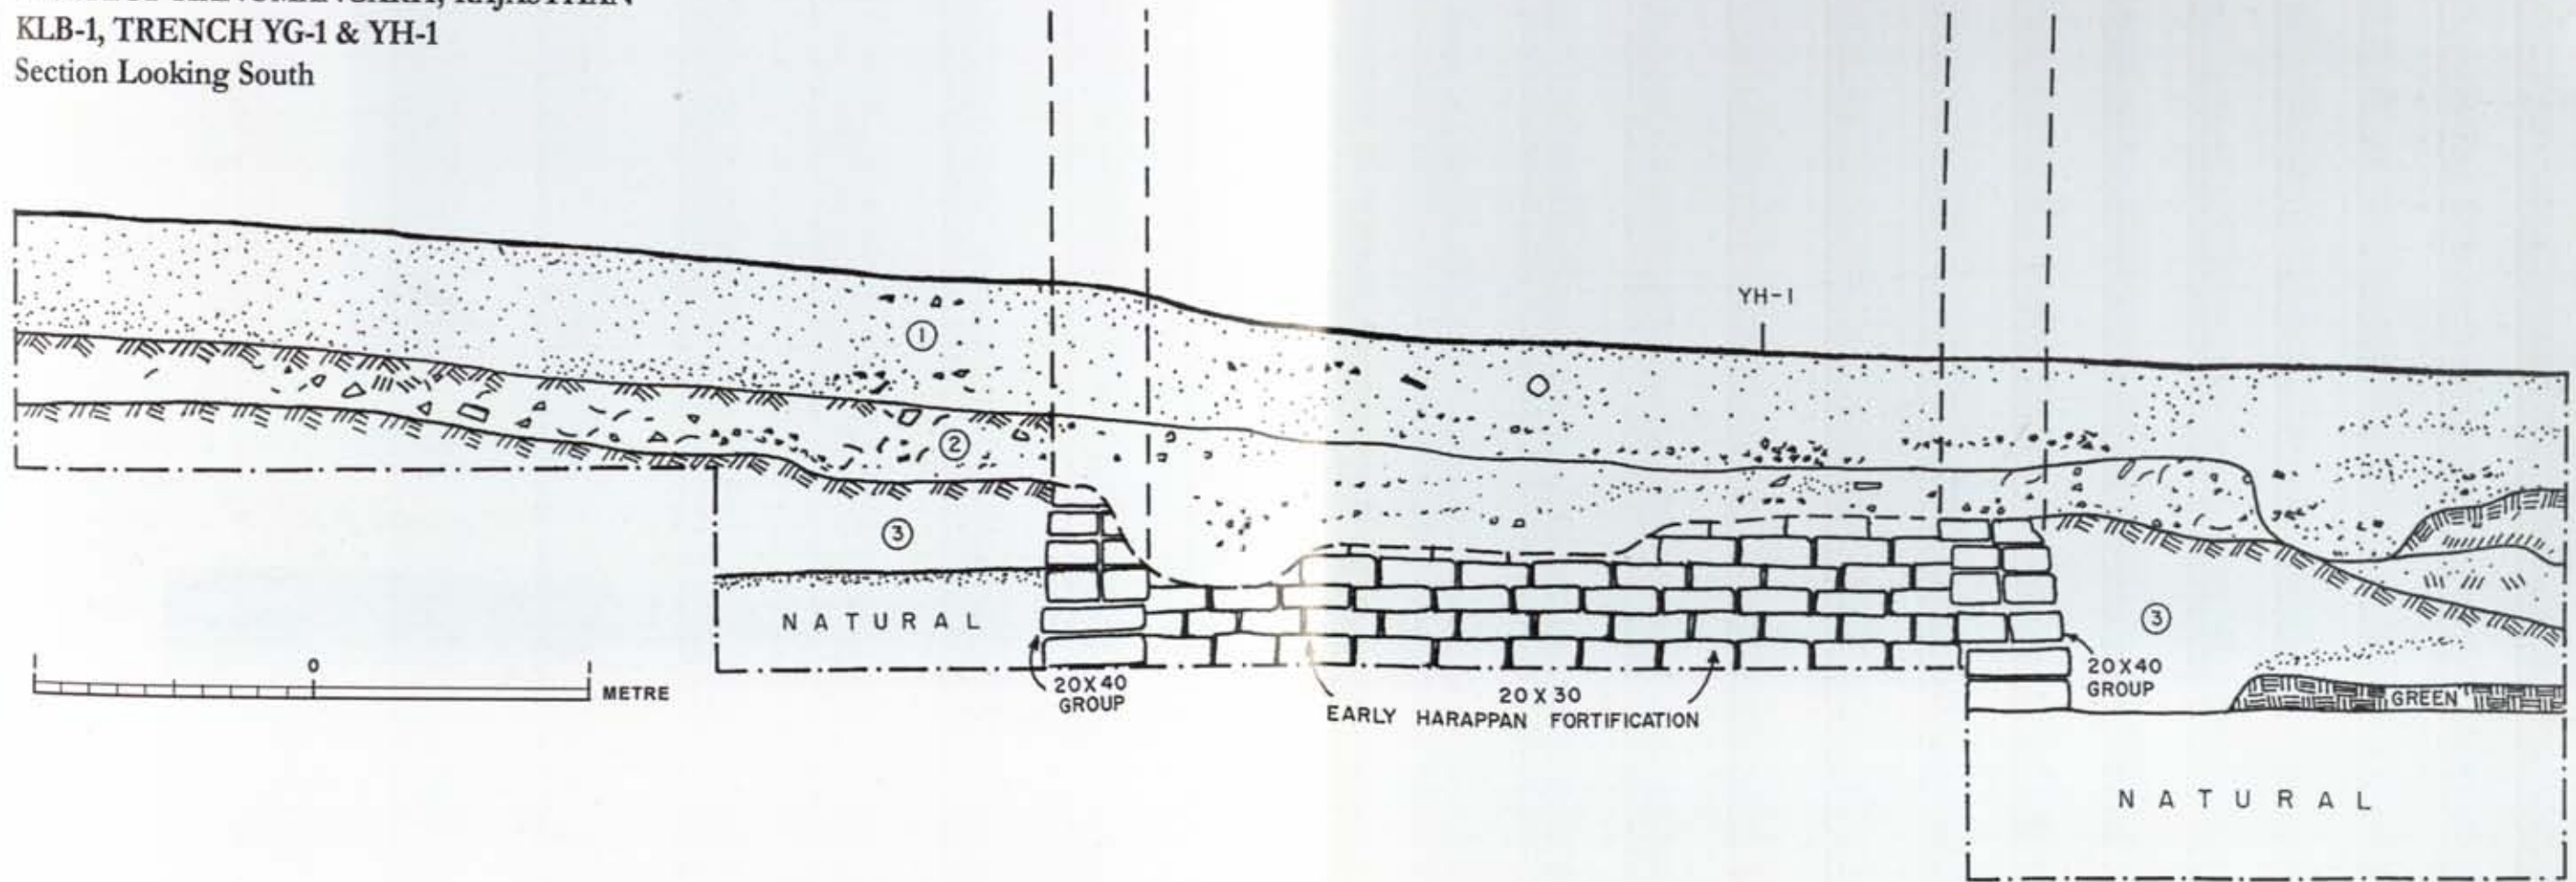 RAJASTHAN
KLB-1, TRENCH YG-1 & YH-1
Section Looking South
YH-1
1
2
3
NATURAL
0
METRE
20X40
GROUP
20 X 30
EARLY HARAPPAN FORTIFICATION
3
20X40
GROUP
GREEN
NATURAL